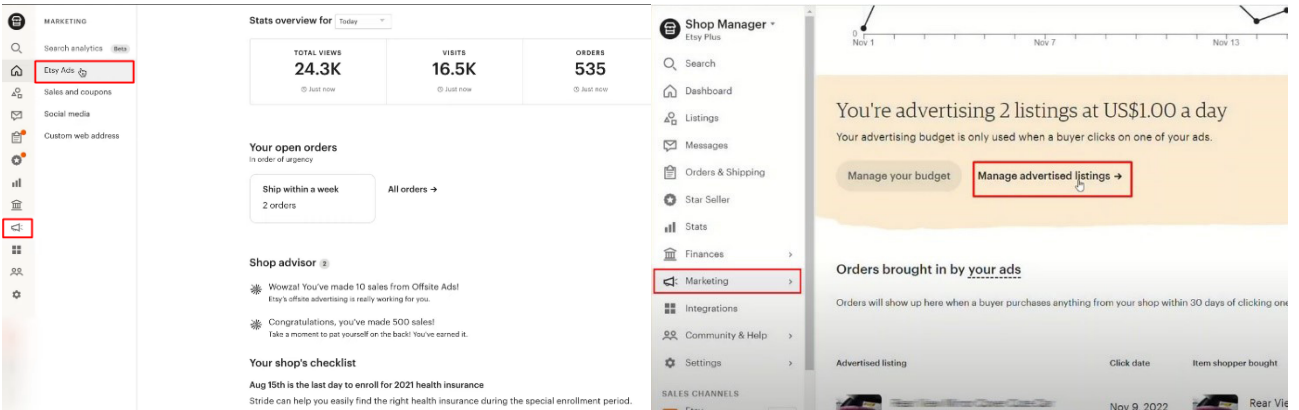 MARKETING
Search analytics Beta
Etsy Ads
Sales and coupons
Social media
Custom web address
Stats overview for Today
TOTAL VIEWS
24.3K
Just now
VISITS
16.5K
Just now
ORDERS
535
Just now
Your open orders
In order of urgency
Ship within a week
2 orders
All orders →
Shop advisor 2
Wowza! You've made 10 sales from Offsite Ads!
Etsy's offsite advertising is really working for you.
Congratulations, you've made 500 sales!
Take a moment to pat yourself on the back! You've earned it.
Your shop's checklist
Aug 15th is the last day to enroll for 2021 health insurance
Stride can help you easily find the right health insurance during the special enrollment period.
Shop Manager
Etsy Plus
Search
Dashboard
Listings
Messages
Orders & Shipping
Star Seller
Stats
Finances
Marketing
Integrations
Community & Help
Settings
SALES CHANNELS
Etsy
0
Nov 1
Nov 7
Nov 13
You're advertising 2 listings at US$1.00 a day
Your advertising budget is only used when a buyer clicks on one of your ads.
Manage your budget
Manage advertised listings →
Orders brought in by your ads
Orders will show up here when a buyer purchases anything from your shop within 30 days of clicking one
Advertised listing
Click date
Item shopper bought
Nov 9, 2022
Rear Vie